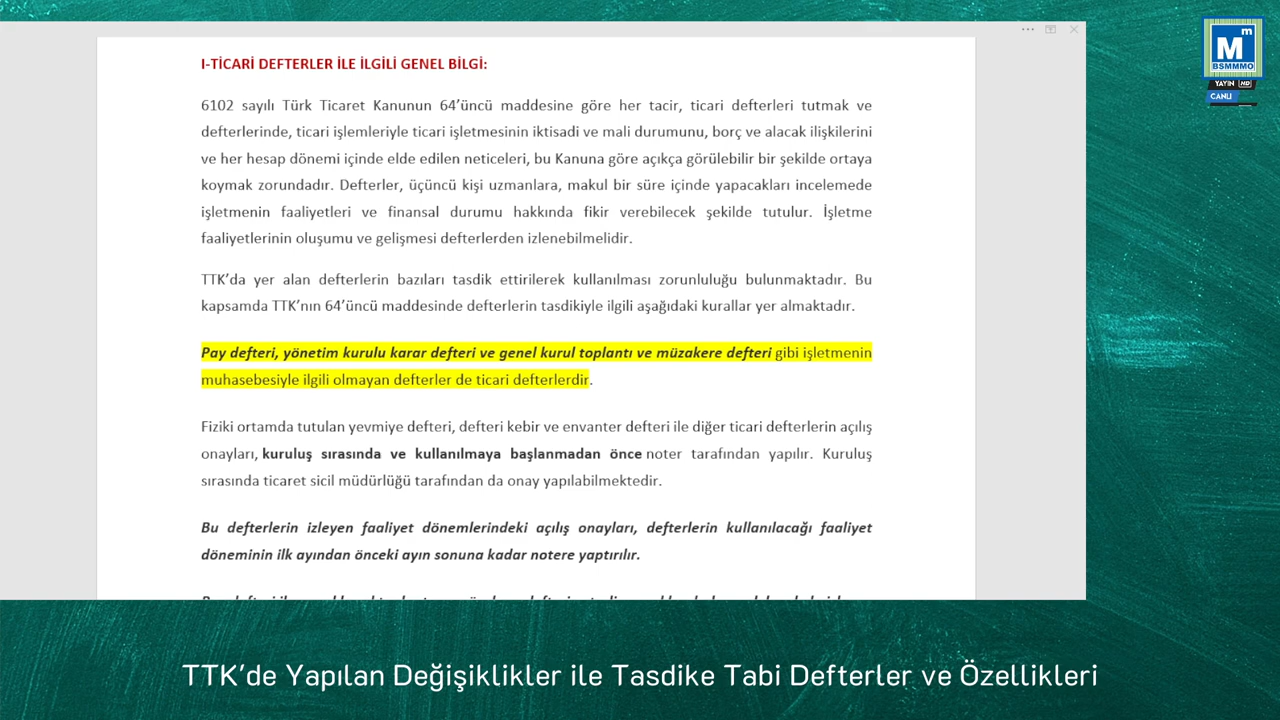 I-TİCARİ DEFTERLER İLE İLGİLİ GENEL BİLGİ:
6102 sayılı Türk Ticaret Kanunun 64’üncü maddesine göre her tacir, ticari defterleri tutmak ve
defterlerinde, ticari işlemleriyle ticari işletmesinin iktisadi ve mali durumunu, borç ve alacak ilişkilerini
ve her hesap dönemi içinde elde edilen neticeleri, bu Kanuna göre açıkça görülebilir bir şekilde ortaya
koymak zorundadır. Defterler, üçüncü kişi uzmanlara, makul bir süre içinde yapacakları incelemede
işletmenin faaliyetleri ve finansal durumu hakkında fikir verebilecek şekilde tutulur. İşletme
faaliyetlerinin oluşumu ve gelişmesi defterlerden izlenebilmelidir.
TTK’da yer alan defterlerin bazıları tasdik ettirilerek kullanılması zorunluluğu bulunmaktadır. Bu
kapsamda TTK’nın 64’üncü maddesinde defterlerin tasdikiyle ilgili aşağıdaki kurallar yer almaktadır.
Pay defteri, yönetim kurulu karar defteri ve genel kurul toplantı ve müzakere defteri gibi işletmenin
muhasebesiyle ilgili olmayan defterler de ticari defterlerdir.
Fiziki ortamda tutulan yevmiye defteri, defteri kebir ve envanter defteri ile diğer ticari defterlerin açılış
onayları, kuruluş sırasında ve kullanılmaya başlanmadan önce noter tarafından yapılır. Kuruluş
sırasında ticaret sicil müdürlüğü tarafından da onay yapılabilmektedir.
Bu defterlerin izleyen faaliyet dönemlerindeki açılış onayları, defterlerin kullanılacağı faaliyet
döneminin ilk ayından önceki ayın sonuna kadar notere yaptırılır.
M m
BSMMMO
YAYIN HD
CANLI
TTK’de Yapılan Değişiklikler ile Tasdike Tabi Defterler ve Özellikleri